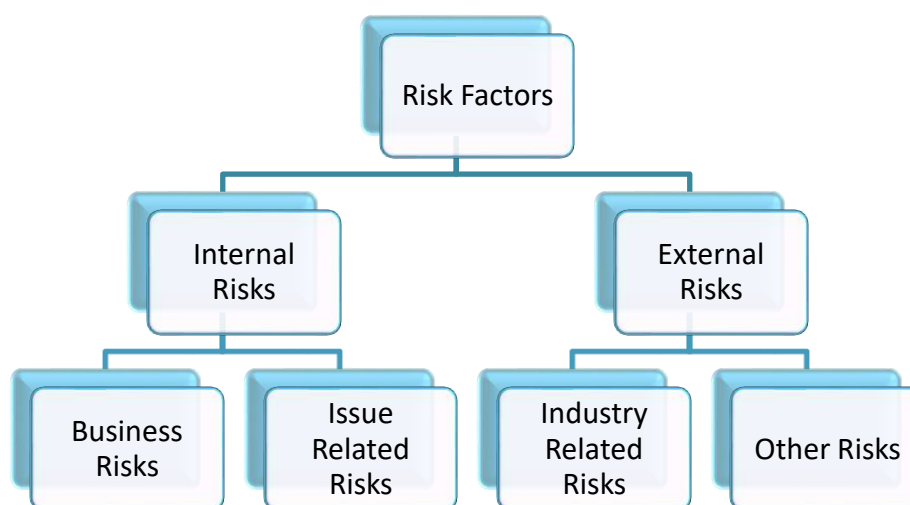 Risk Factors
Internal
Risks
External
Risks
Business
Risks
Issue
Related
Risks
Industry
Related
Risks
Other Risks